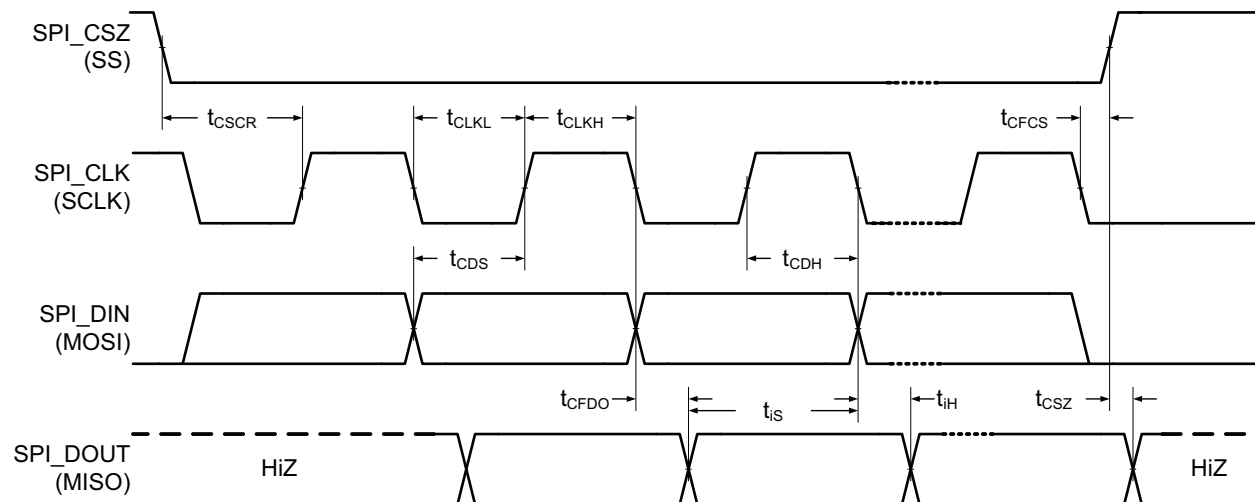 SPI_CSZ
(SS)
tCSCR
tCLKL
tCLKH
tCFCS
SPI_CLK
(SCLK)
tCDS
tCDH
SPI_DIN
(MOSI)
tCFDO
tiS
tiH
tCSZ
SPI_DOUT
(MISO)
HiZ
HiZ